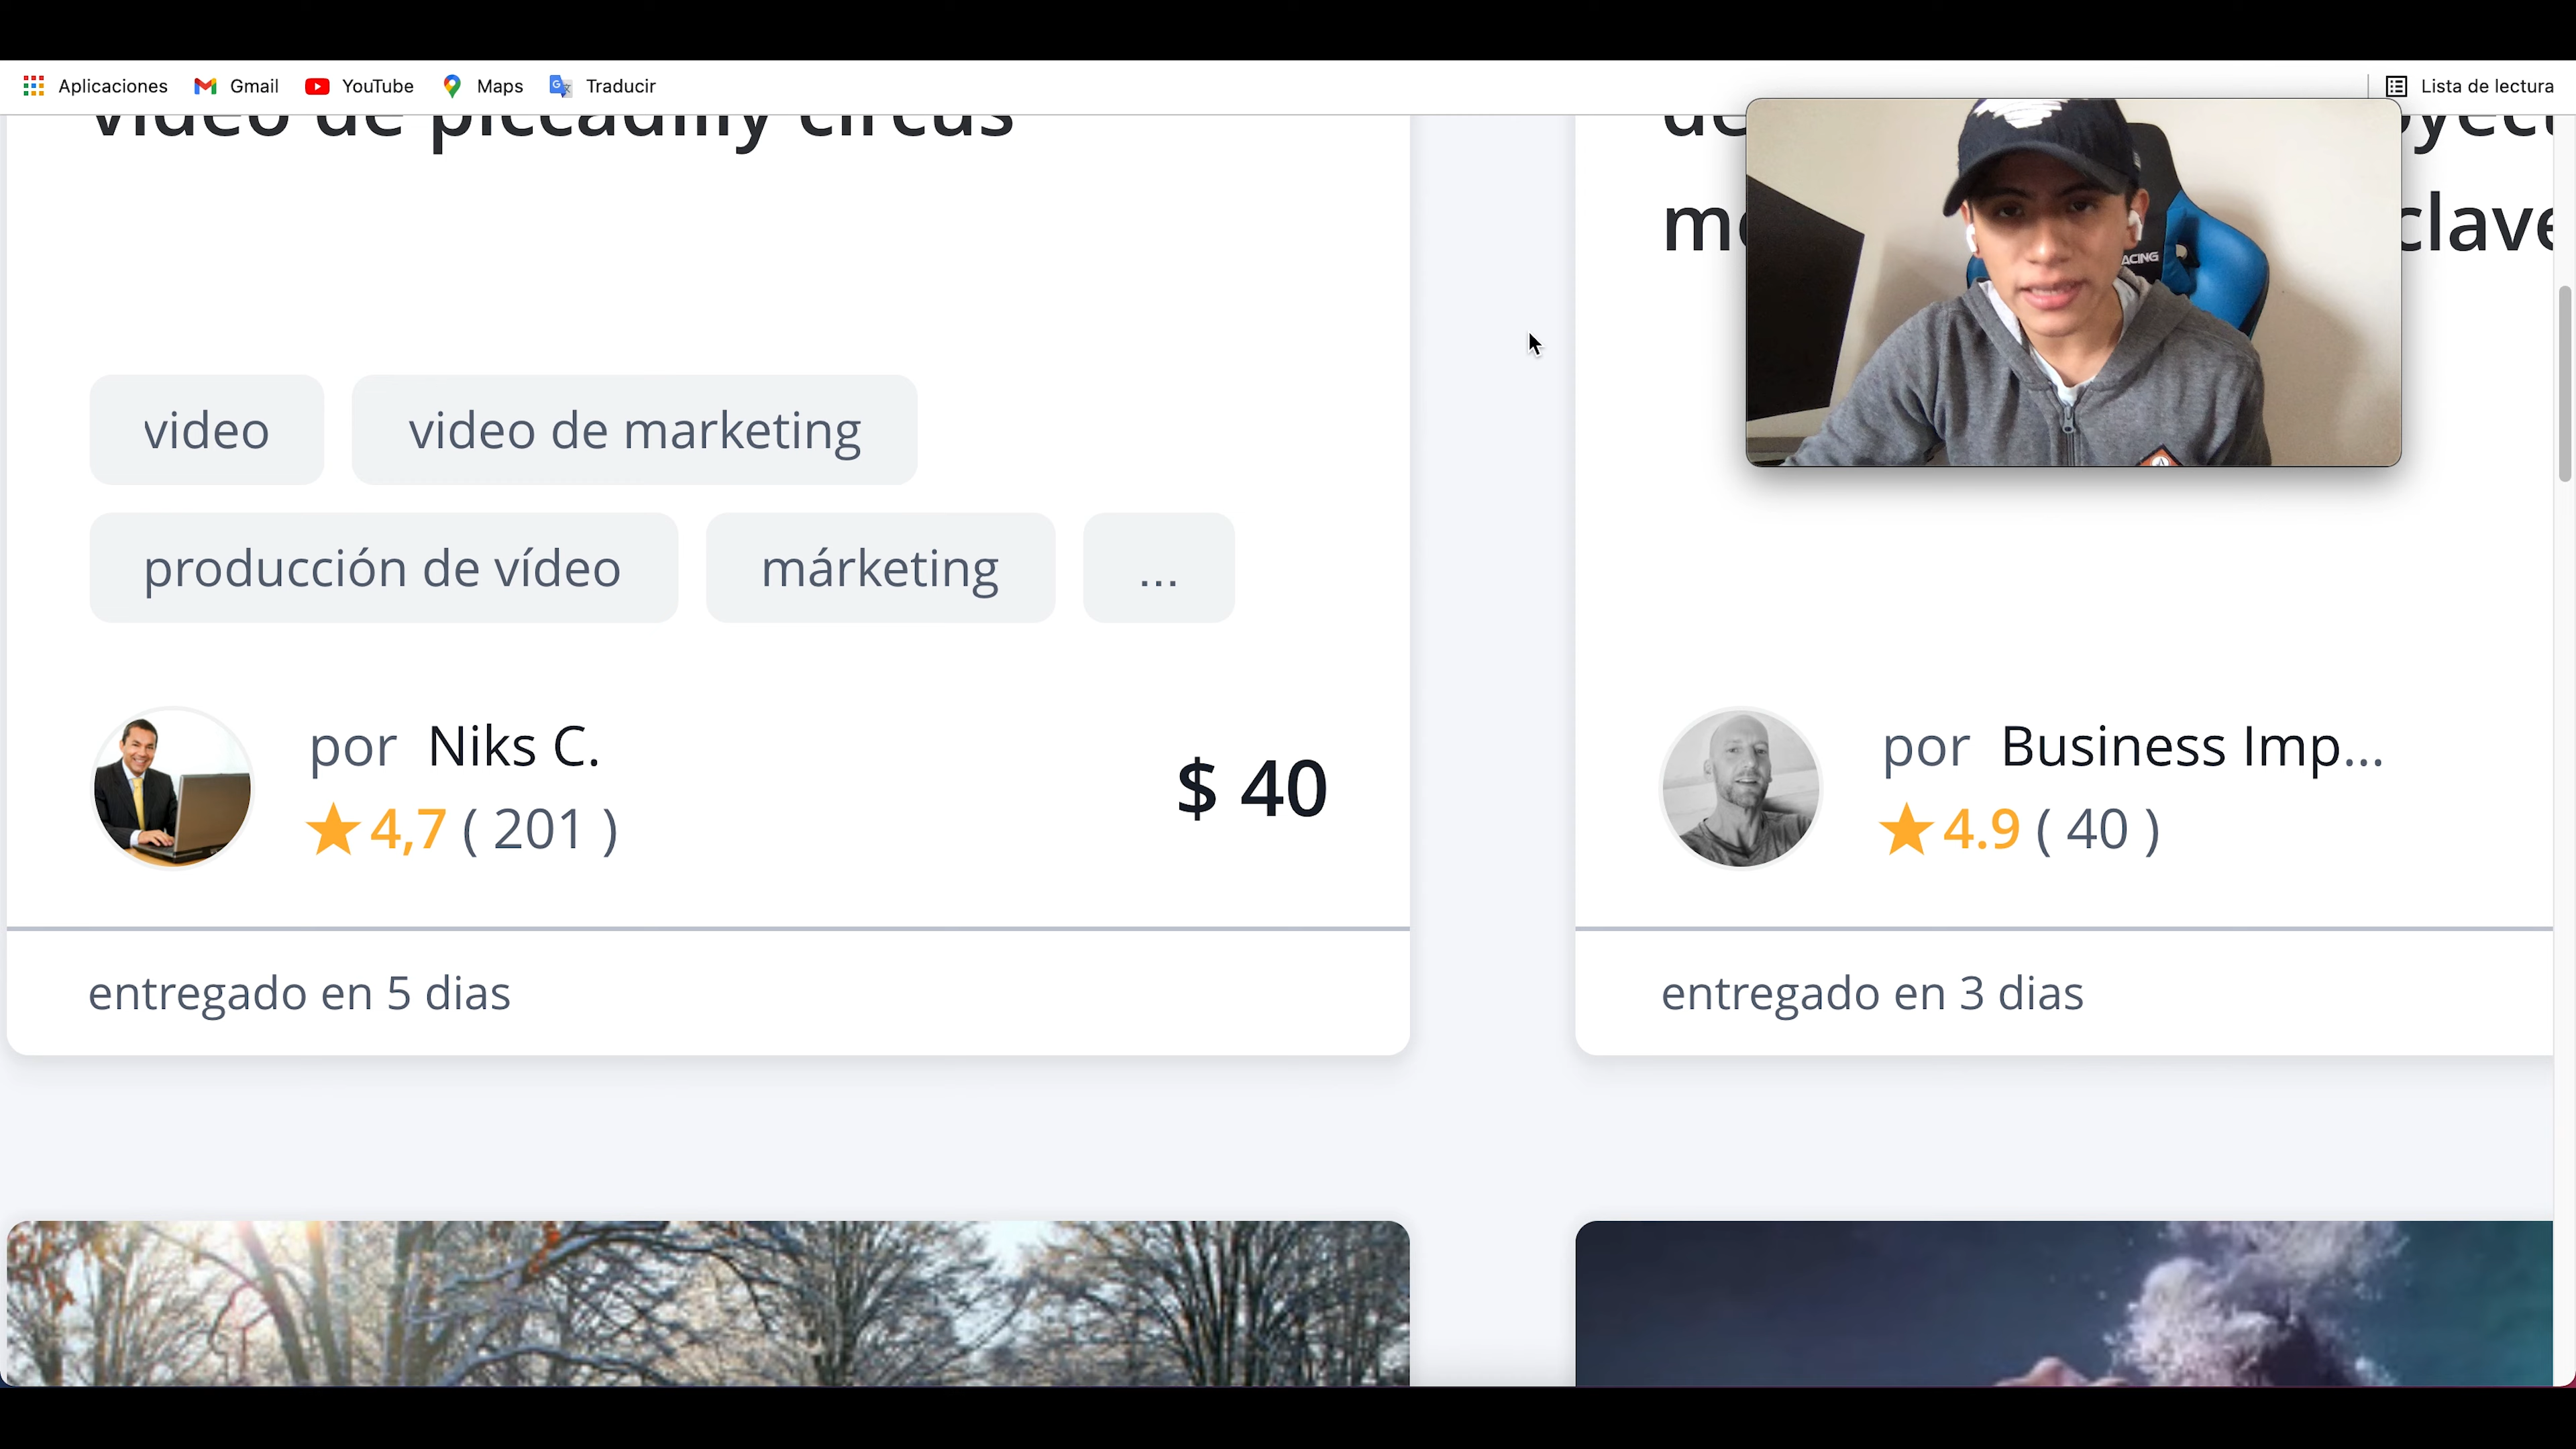 Aplicaciones Gmail YouTube Maps Traducir Lista de lectura
video de piccadilly circus
clave
ACING
video video de marketing
producción de vídeo márketing ...
por Niks C.
4,7 ( 201 )
$ 40
entregado en 5 dias
por Business Imp...
4.9 ( 40 )
entregado en 3 dias